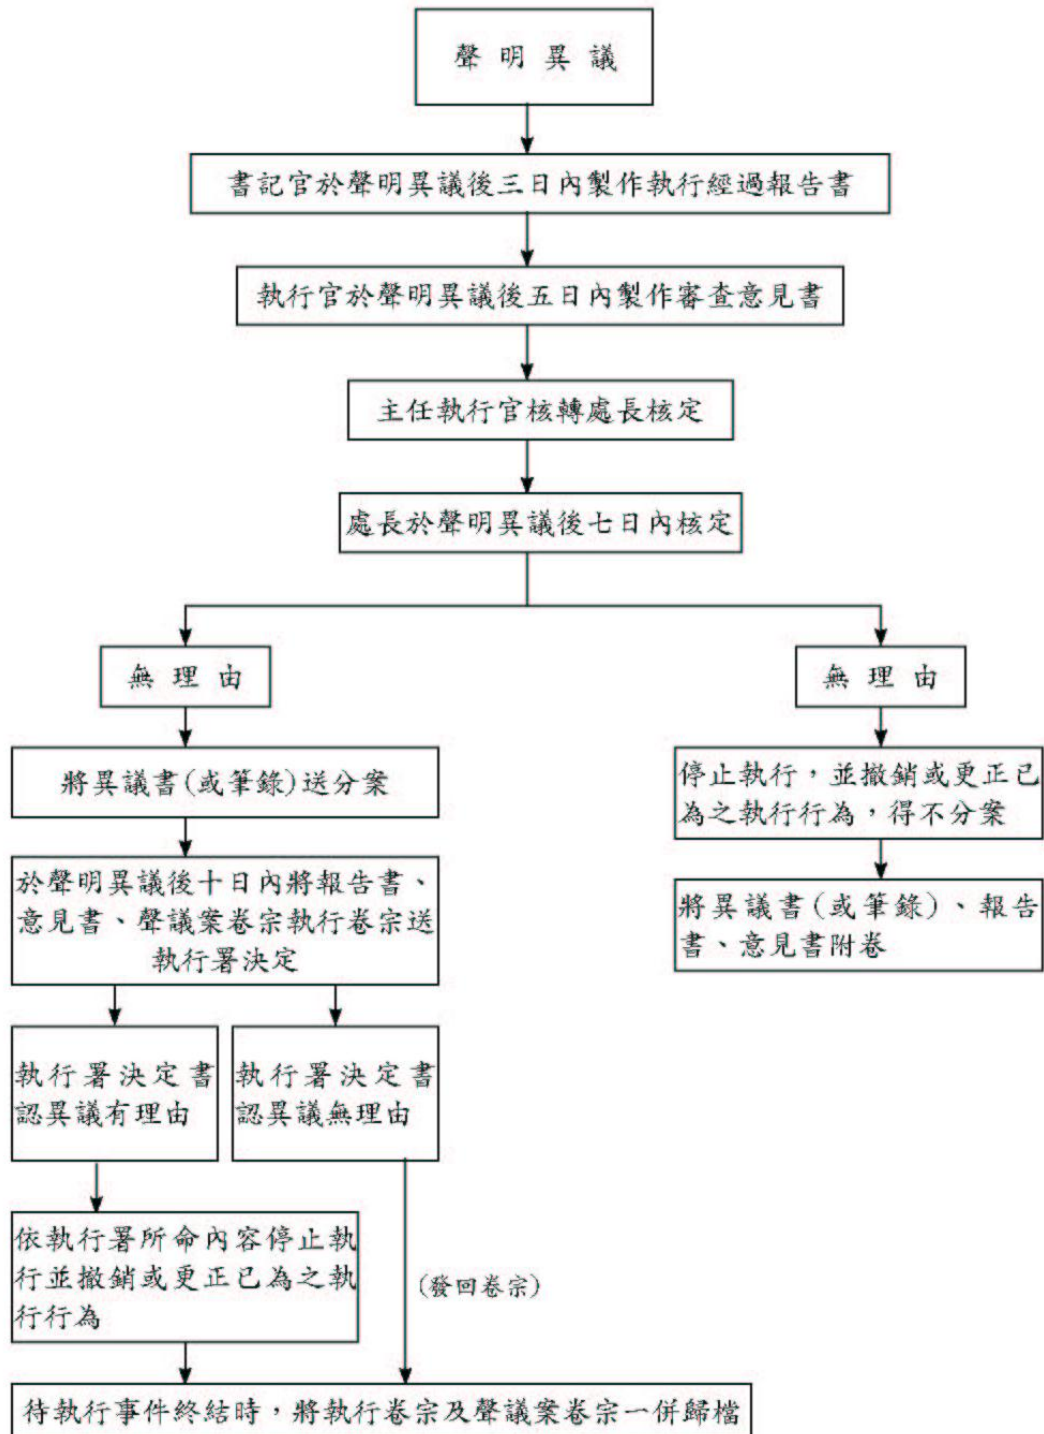 聲明異議
書記官於聲明異議後三日內製作執行經過報告書
執行官於聲明異議後五日內製作審查意見書
主任執行官核轉處長核定
處長於聲明異議後七日內核定
無理由
無理由
將異議書(或筆錄)送分案
停止執行，並撤銷或更正已
為之執行行為，得不分案
於聲明異議後十日內將報告書、
意見書、聲議案卷宗執行卷宗送
執行署決定
將異議書(或筆錄)、報告
書、意見書附卷
執行署決定書
認異議有理由
執行署決定書
認異議無理由
依執行署所命內容停止執
行並撤銷或更正已為之執
行行為
(發回卷宗)
待執行事件終結時，將執行卷宗及聲議案卷宗一併歸檔